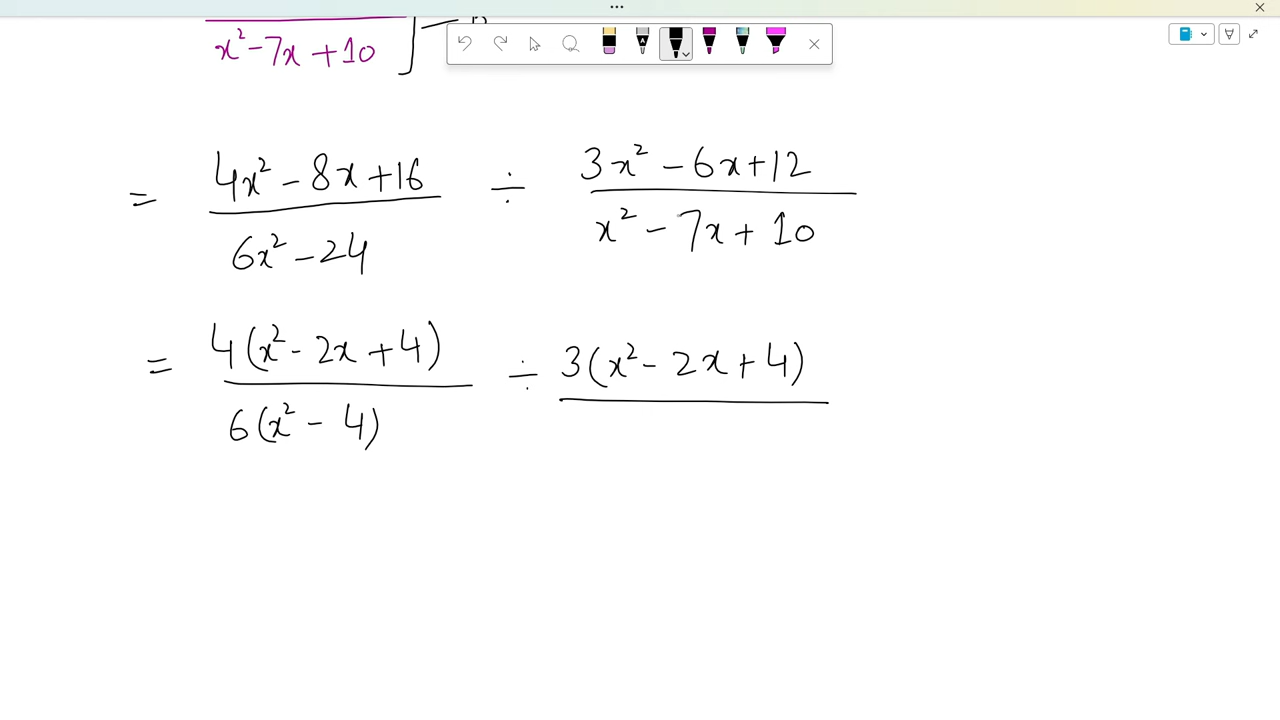 x² - 7x + 10 ]
= 4x² - 8x + 16 / 6x² - 24 ÷ 3x² - 6x + 12 / x² - 7x + 10
= 4(x² - 2x + 4) / 6(x² - 4) ÷ 3(x² - 2x + 4)